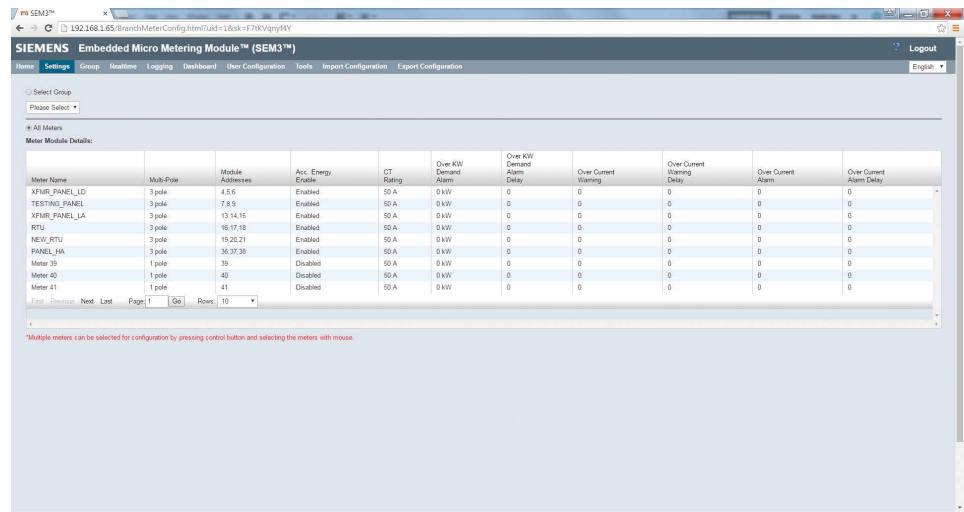 SEM3™
192.168.1.65/BranchMeterConfig.html?uid=1&sk=F7tKVqnyf4Y
SIEMENS Embedded Micro Metering Module™ (SEM3™)
? Logout
Home Settings Group Realtime Logging Dashboard User Configuration Tools Import Configuration Export Configuration
English
Select Group
Please Select
All Meters
Meter Module Details:
Meter Name Multi-Pole Module Addresses Acc. Energy Enable CT Rating Over KW Demand Alarm Over KW Demand Alarm Delay Over Current Warning Over Current Warning Delay Over Current Alarm Over Current Alarm Delay
XFMR_PANEL_LD 3 pole 4,5,6 Enabled 50 A 0 kW 0 0 0 0 0
TESTING_PANEL 3 pole 7,8,9 Enabled 50 A 0 kW 0 0 0 0 0
XFMR_PANEL_LA 3 pole 13,14,15 Enabled 50 A 0 kW 0 0 0 0 0
RTU 3 pole 16,17,18 Enabled 50 A 0 kW 0 0 0 0 0
NEW_RTU 3 pole 19,20,21 Enabled 50 A 0 kW 0 0 0 0 0
PANEL_HA 3 pole 36,37,38 Enabled 50 A 0 kW 0 0 0 0 0
Meter 39 1 pole 39 Disabled 50 A 0 kW 0 0 0 0 0
Meter 40 1 pole 40 Disabled 50 A 0 kW 0 0 0 0 0
Meter 41 1 pole 41 Disabled 50 A 0 kW 0 0 0 0 0
First Previous Next Last Page: 1 Go Rows: 10
*Multiple meters can be selected for configuration by pressing control button and selecting the meters with mouse.